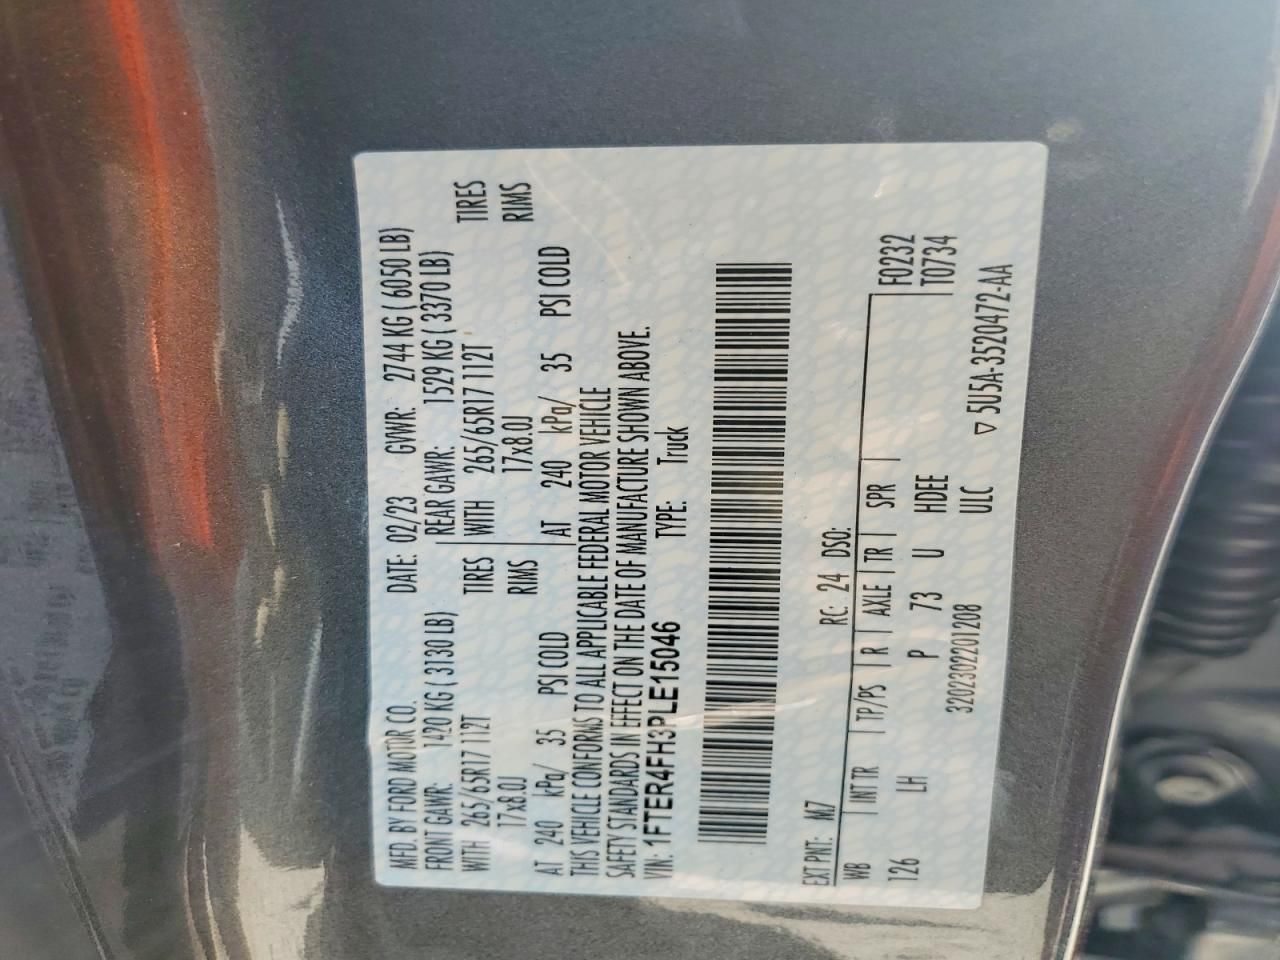 MFD. BY FORD MOTOR CO. DATE: 02/23 GVWR: 2744 KG ( 6050 LB)
FRONT GAWR: 1420 KG ( 3130 LB) REAR GAWR: 1529 KG ( 3370 LB)
WITH 265/65R17 112T TIRES WITH 265/65R17 112T TIRES
17x8.0J RIMS 17x8.0J RIMS
AT 240 kPa/ 35 PSI COLD AT 240 kPa/ 35 PSI COLD
THIS VEHICLE CONFORMS TO ALL APPLICABLE FEDERAL MOTOR VEHICLE
SAFETY STANDARDS IN EFFECT ON THE DATE OF MANUFACTURE SHOWN ABOVE.
VIN: 1FTER4FH3PLE15046 TYPE: Truck
EXT PNT: M7 RC: 24 DSO:
WB INT TR TP/PS R AXLE TR SPR F0232
126 LH P 73 U HDEE T0734
3202302201208 ULC ▽ 5U5A-3520472-AA